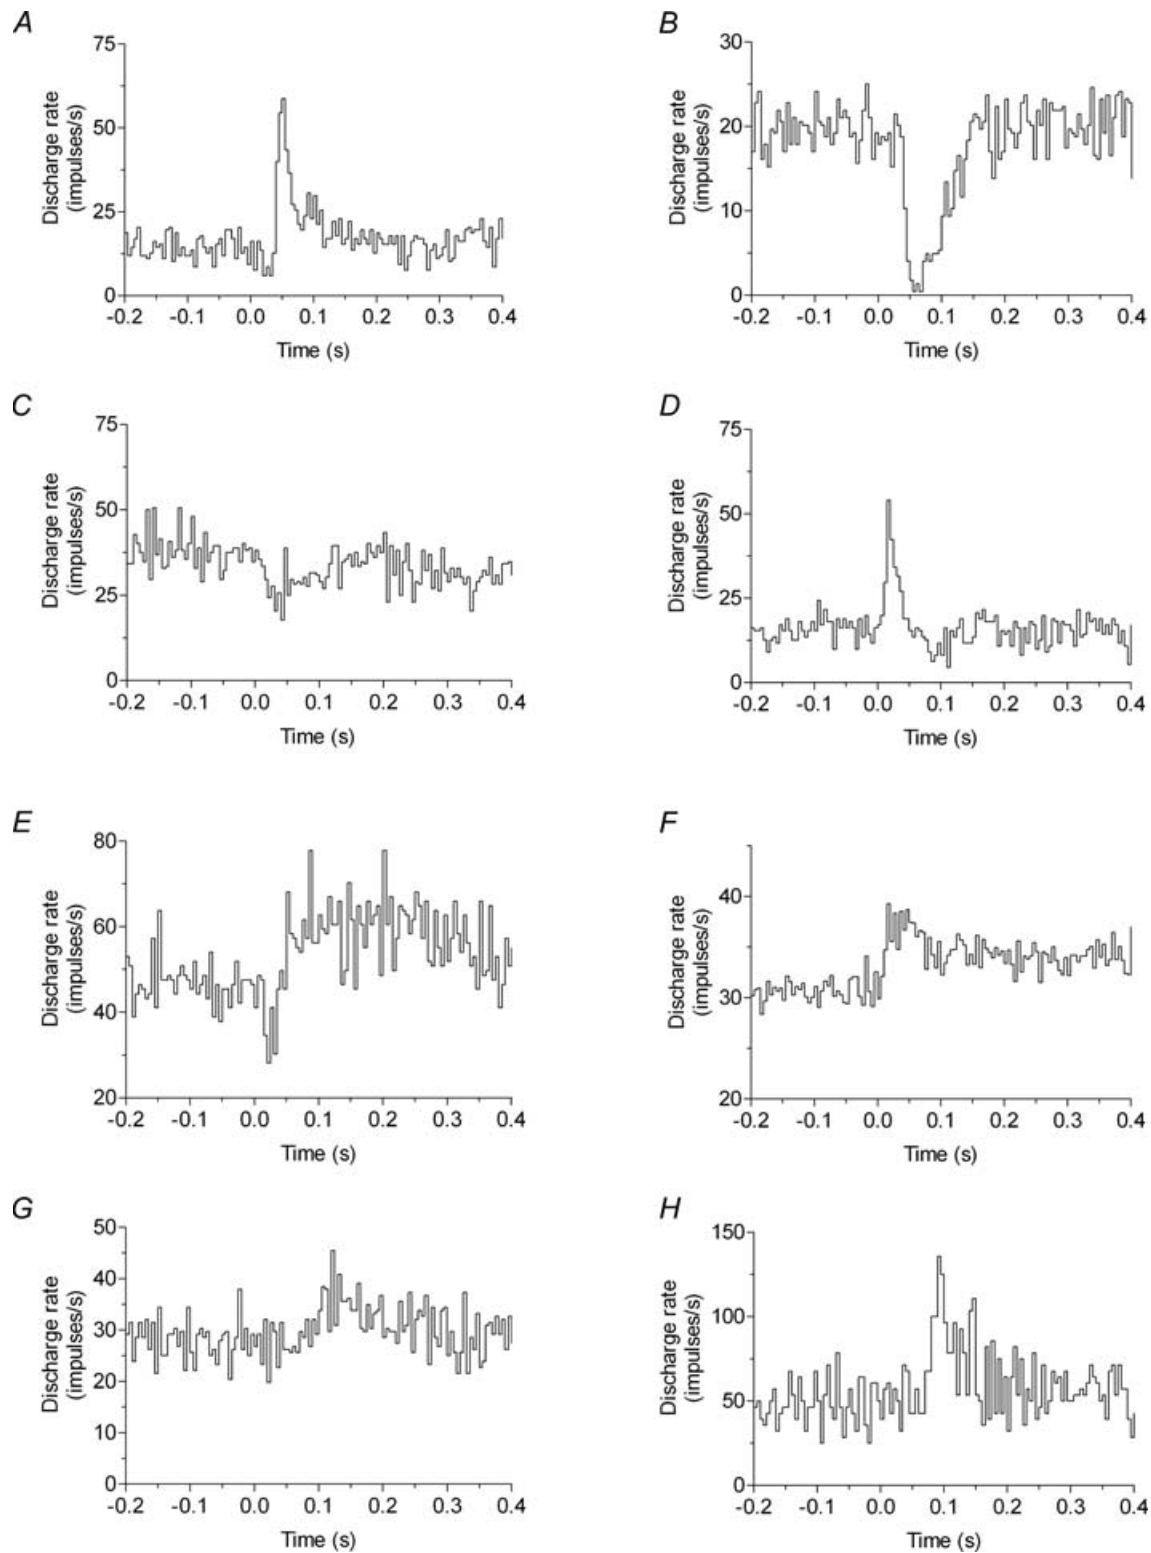 A
B
75
50
25
0
Discharge rate
(impulses/s)
-0.2 -0.1 0.0 0.1 0.2 0.3 0.4
Time (s)
30
20
10
0
Discharge rate
(impulses/s)
-0.2 -0.1 0.0 0.1 0.2 0.3 0.4
Time (s)
C
D
75
50
25
0
Discharge rate
(impulses/s)
-0.2 -0.1 0.0 0.1 0.2 0.3 0.4
Time (s)
75
50
25
0
Discharge rate
(impulses/s)
-0.2 -0.1 0.0 0.1 0.2 0.3 0.4
Time (s)
E
F
80
60
40
20
Discharge rate
(impulses/s)
-0.2 -0.1 0.0 0.1 0.2 0.3 0.4
Time (s)
40
30
20
Discharge rate
(impulses/s)
-0.2 -0.1 0.0 0.1 0.2 0.3 0.4
Time (s)
G
H
50
40
30
20
10
0
Discharge rate
(impulses/s)
-0.2 -0.1 0.0 0.1 0.2 0.3 0.4
Time (s)
150
100
50
0
Discharge rate
(impulses/s)
-0.2 -0.1 0.0 0.1 0.2 0.3 0.4
Time (s)